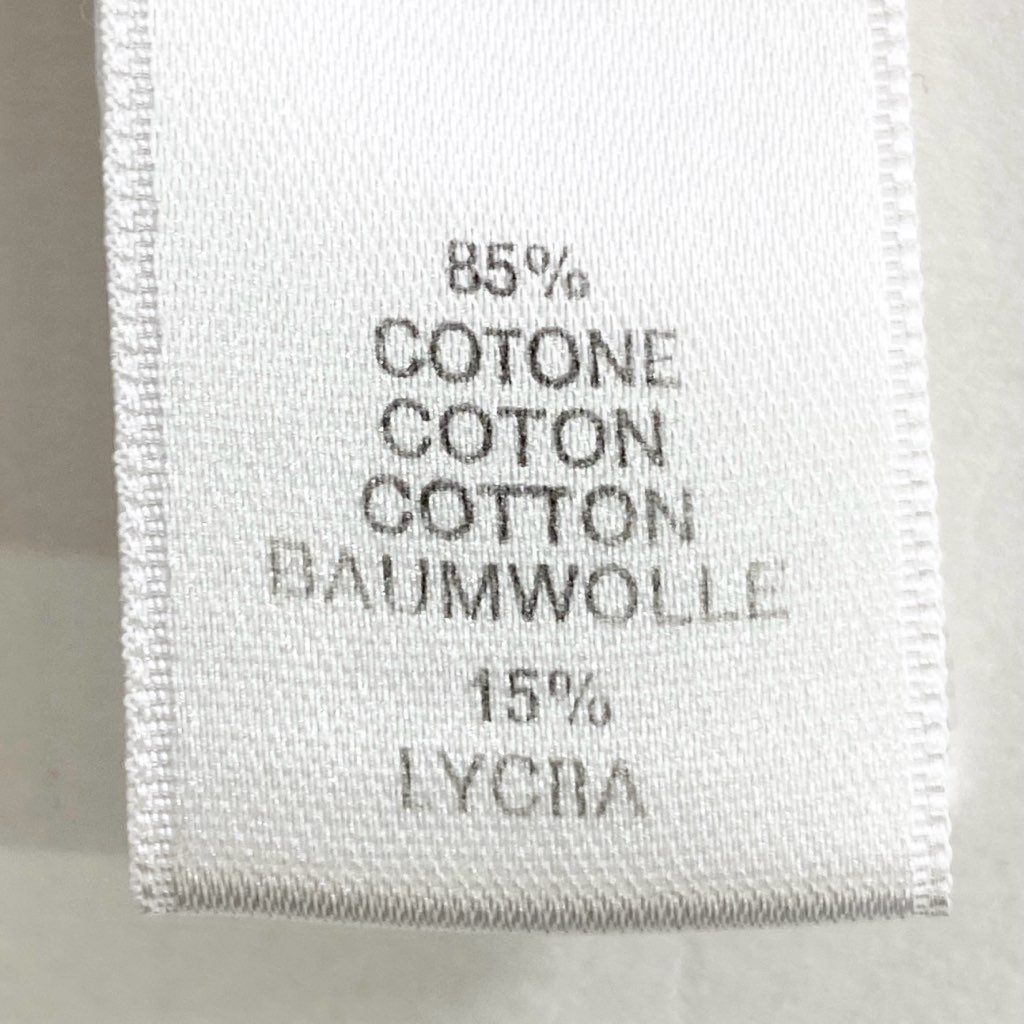 85%
COTONE
COTON
COTTON
BAUMWOLLE
15%
LYCRA